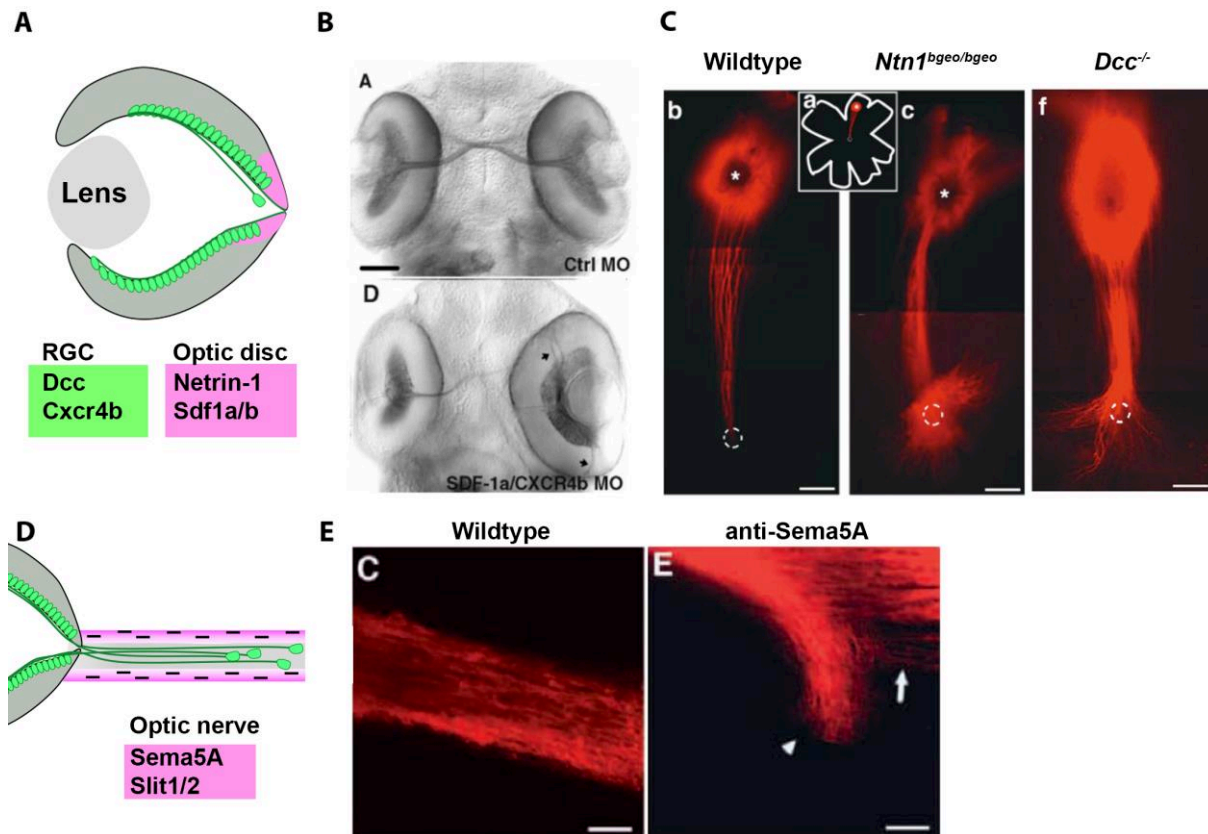 A
Lens
RGC
Dcc
Cxcr4b
Optic disc
Netrin-1
Sdf1a/b
B
A
Ctrl MO
D
SDF-1a/CXCR4b MO
C
Wildtype
Ntn1bgeo/bgeo
Dcc-/-
b
*
a
c
*
f
D
Optic nerve
Sema5A
Slit1/2
E
Wildtype
C
anti-Sema5A
E